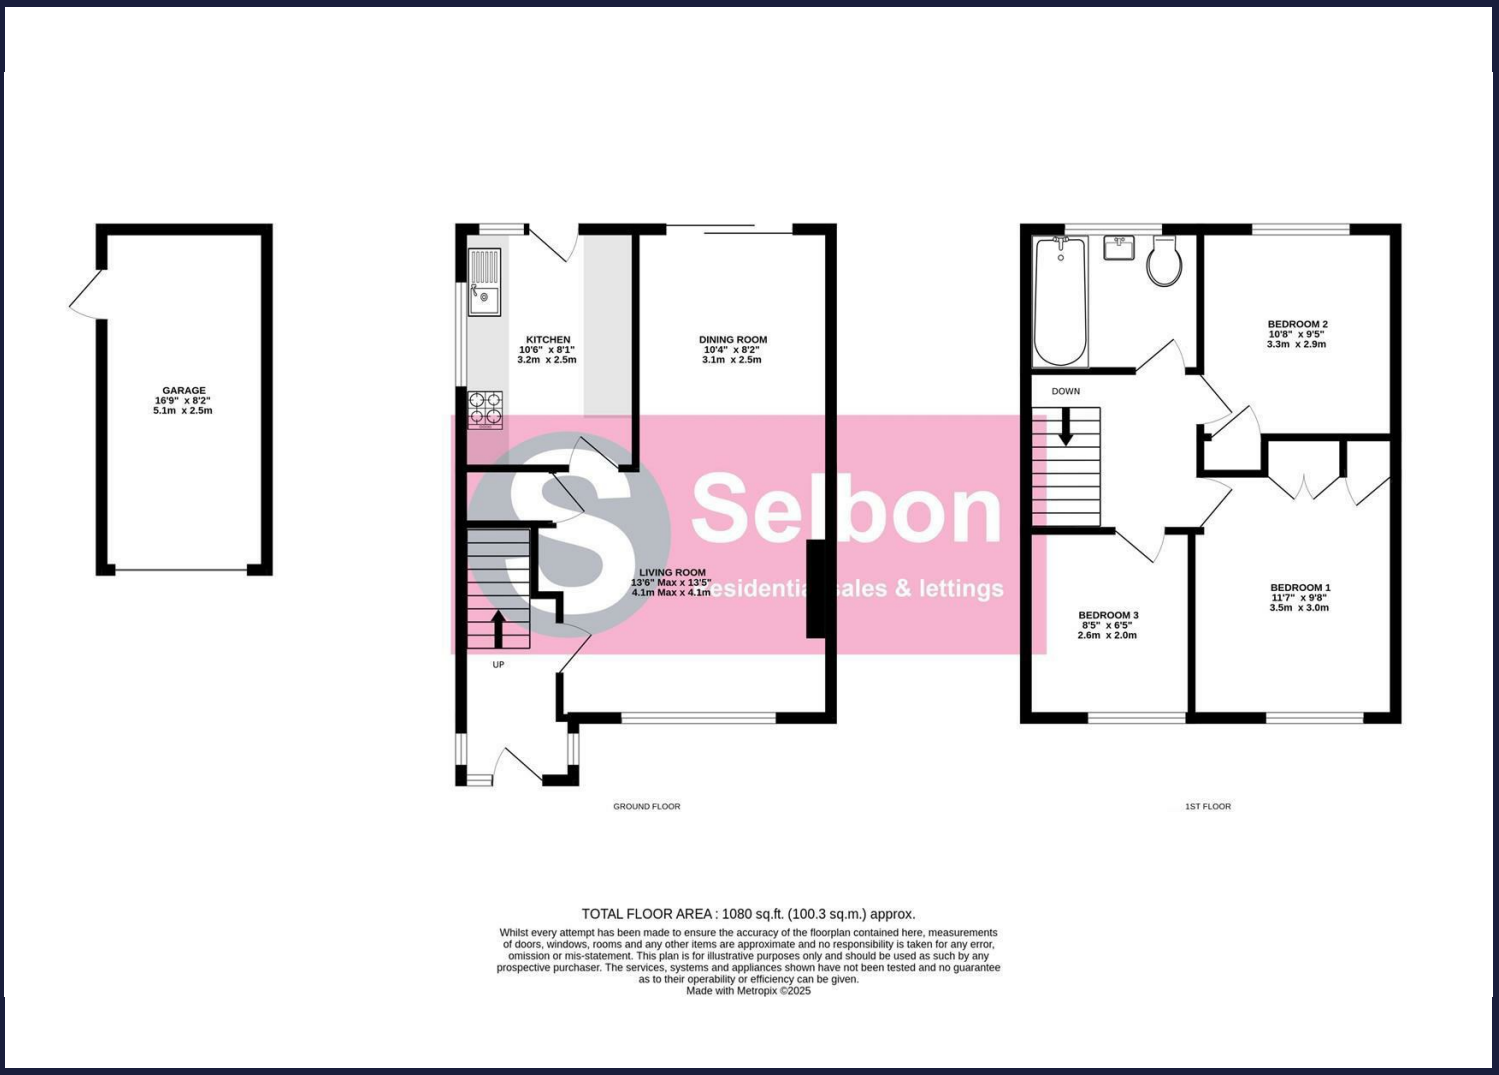 GARAGE
16'9" x 8'2"
5.1m x 2.5m
KITCHEN
10'6" x 8'1"
3.2m x 2.5m
DINING ROOM
10'4" x 8'2"
3.1m x 2.5m
LIVING ROOM
13'6" Max x 13'5"
4.1m Max x 4.1m
UP
GROUND FLOOR
Selbon
residential sales & lettings
DOWN
BEDROOM 2
10'8" x 9'5"
3.3m x 2.9m
BEDROOM 1
11'7" x 9'8"
3.5m x 3.0m
BEDROOM 3
8'5" x 6'5"
2.6m x 2.0m
1ST FLOOR
TOTAL FLOOR AREA : 1080 sq.ft. (100.3 sq.m.) approx.
Whilst every attempt has been made to ensure the accuracy of the floorplan contained here, measurements
of doors, windows, rooms and any other items are approximate and no responsibility is taken for any error,
omission or mis-statement. This plan is for illustrative purposes only and should be used as such by any
prospective purchaser. The services, systems and appliances shown have not been tested and no guarantee
as to their operability or efficiency can be given.
Made with Metropix ©2025